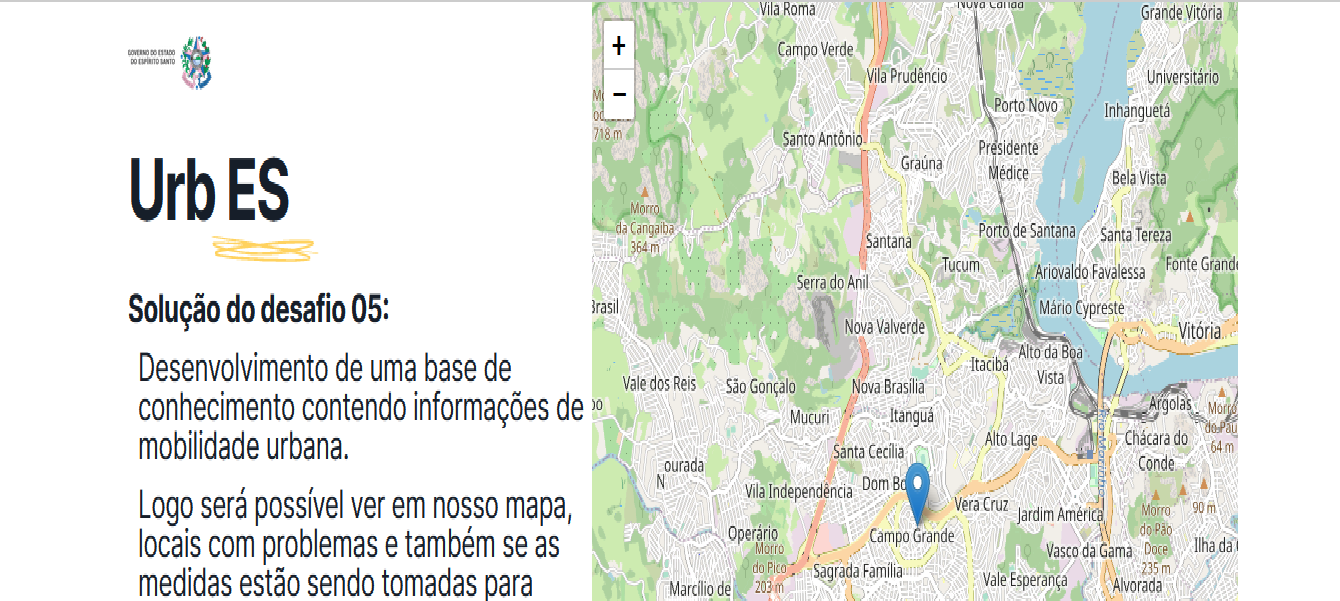 GOVERNO DO ESTADO
DO ESPÍRITO SANTO
Urb ES
Solução do desafio 05:
Desenvolvimento de uma base de
conhecimento contendo informações de
mobilidade urbana.
Logo será possível ver em nosso mapa,
locais com problemas e também se as
medidas estão sendo tomadas para
+
−
Vila Roma
Nova Canaã
Grande Vitória
Campo Verde
Vila Prudêncio
Universitário
Porto Novo
Inhanguetá
718 m
Santo Antônio
Graúna
Presidente
Médice
Bela Vista
Morro
da Cangaíba
364 m
Santana
Porto de Santana
Santa Tereza
Tucum
Ariovaldo Favalessa
Fonte Grande
Serra do Anil
Brasil
Mário Cypreste
Nova Valverde
Vitória
Itacibá
Alto da Boa
Vista
Vale dos Reis
São Gonçalo
Nova Brasília
Mucuri
Itanguá
Argolas
Morro
do Pau
64 m
Alto Lage
Chácara do
Conde
Santa Cecília
ourada
N
Vila Independência
Dom Bo
Vera Cruz
Jardim América
Morro
do Pão
Doce
235 m
90 m
Operário
Campo Grande
Morro
do Pico
203 m
Vasco da Gama
Ilha da
Sagrada Família
Marcílio de
Vale Esperança
Alvorada